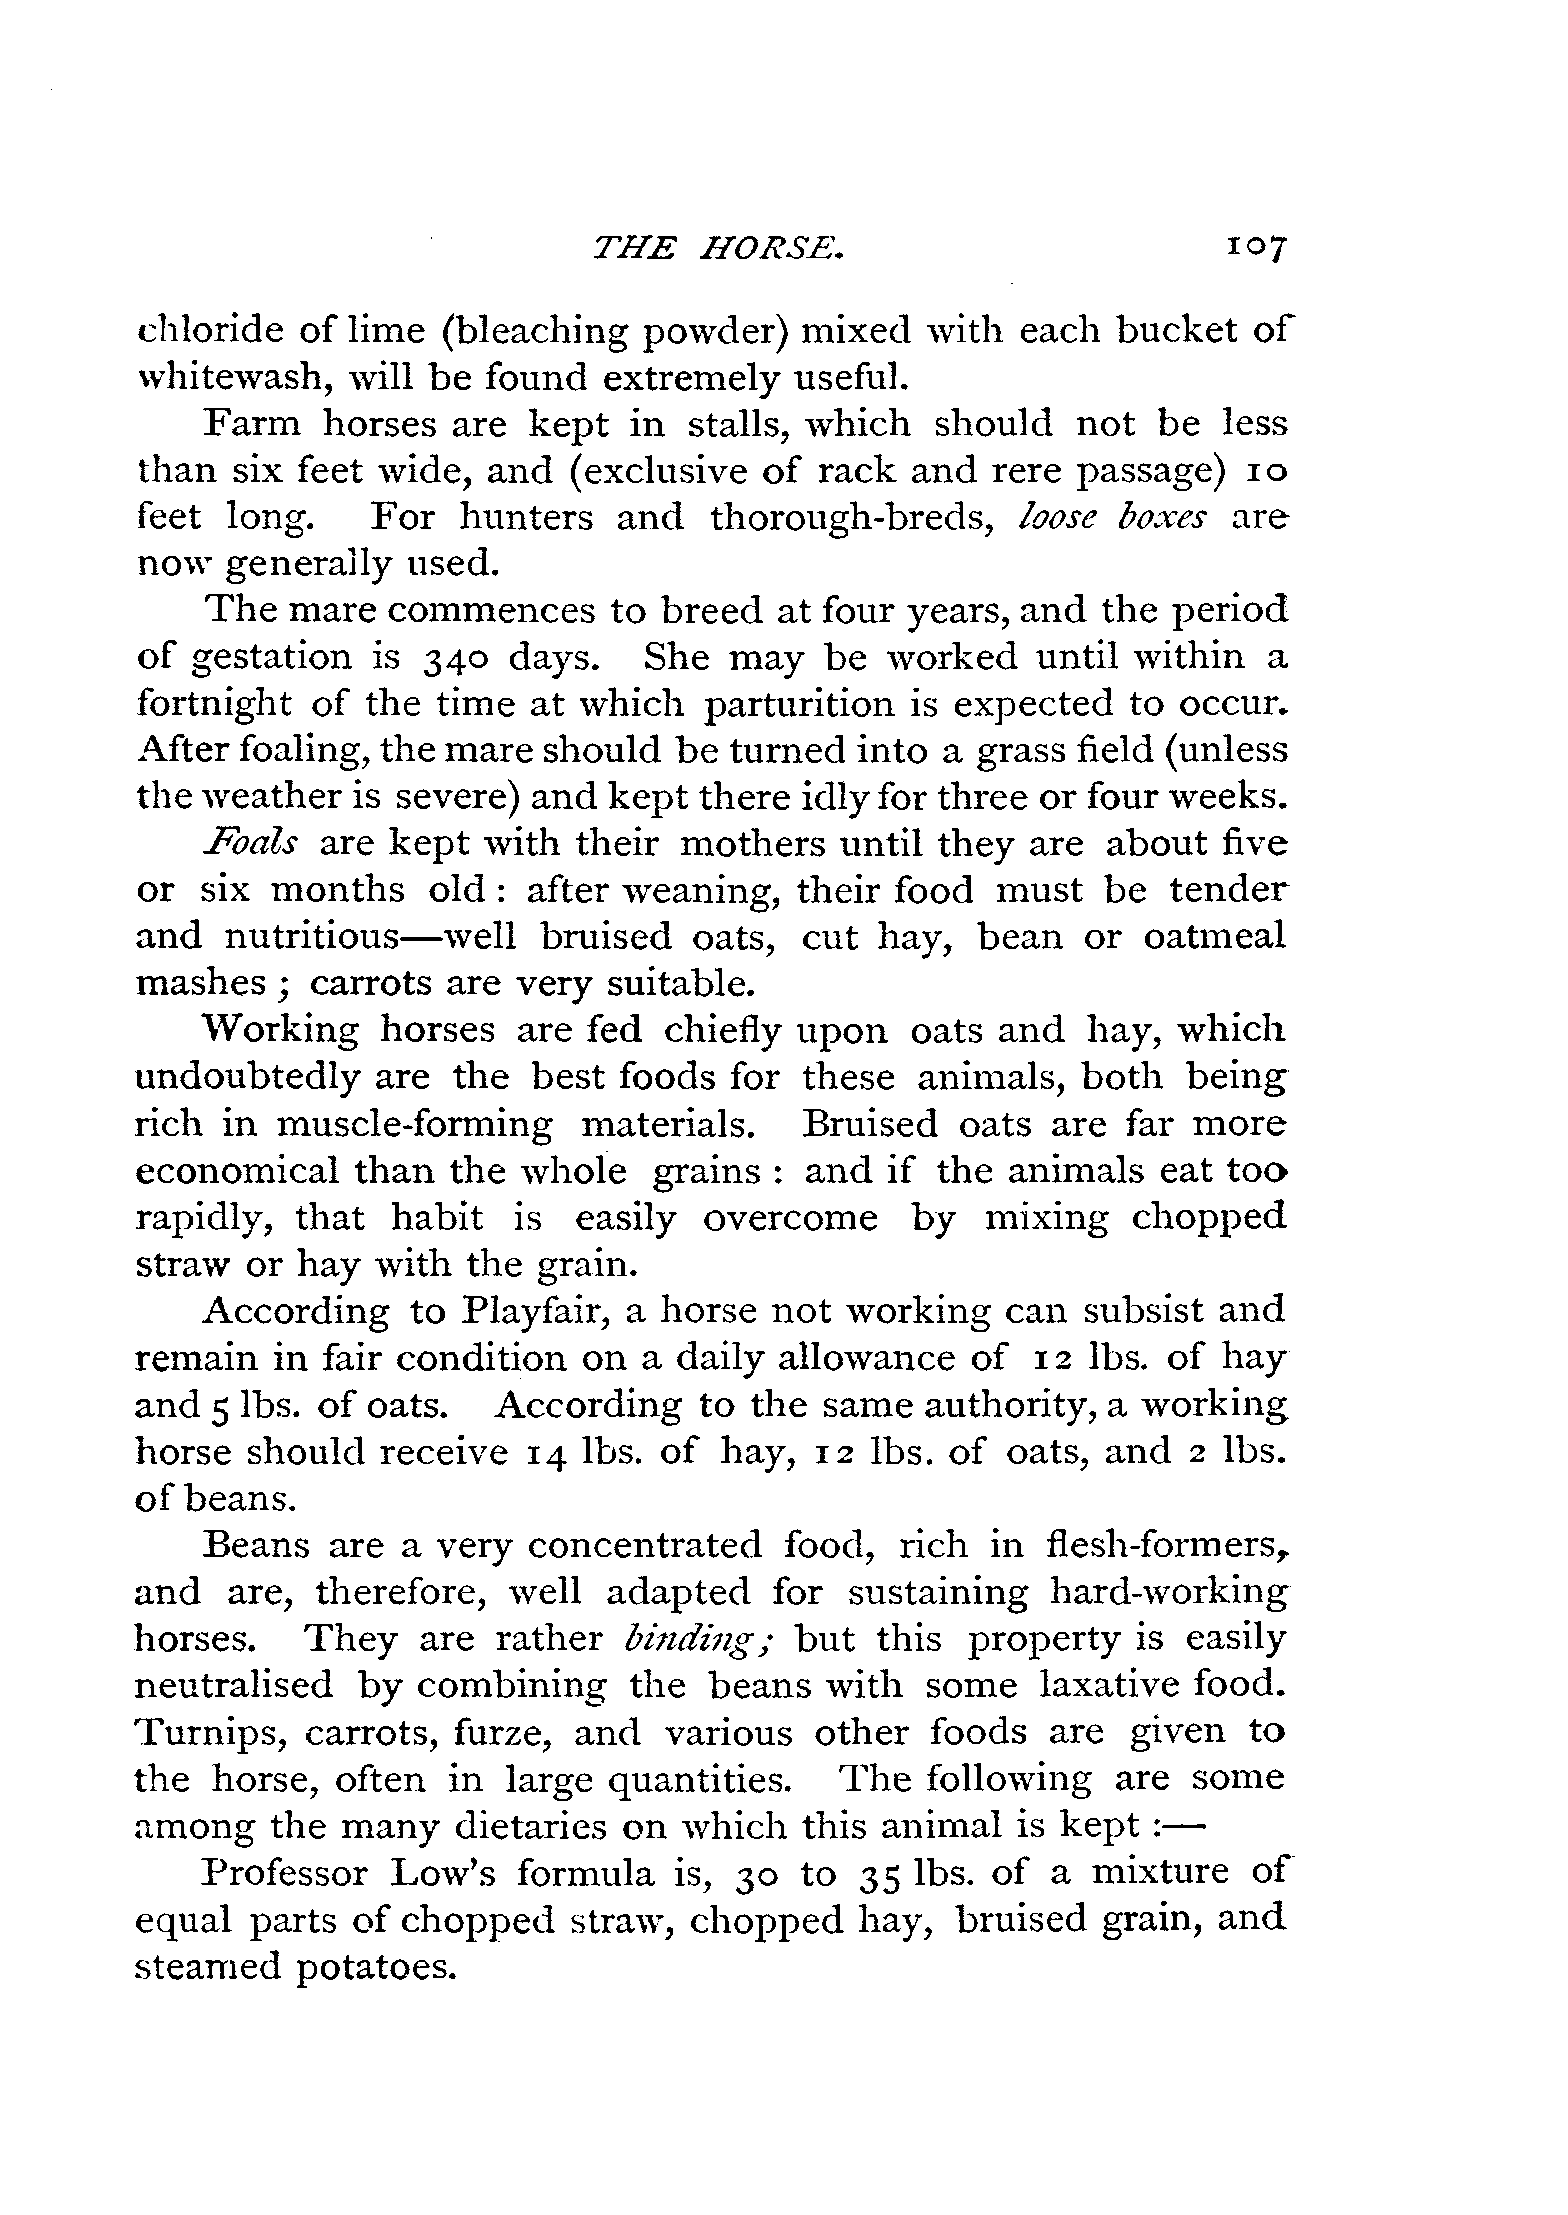 THE HORSE. 107
chloride of lime (bleaching powder) mixed with each bucket of
whitewash, will be found extremely useful.
Farm horses are kept in stalls, which should not be less
than six feet wide, and (exclusive of rack and rere passage) 10
feet long. For hunters and thorough-breds, loose boxes are
now generally used.
The mare commences to breed at four years, and the period
of gestation is 340 days. She may be worked until within a
fortnight of the time at which parturition is expected to occur.
After foaling, the mare should be turned into a grass field (unless
the weather is severe) and kept there idly for three or four weeks.
Foals are kept with their mothers until they are about five
or six months old : after weaning, their food must be tender
and nutritious—well bruised oats, cut hay, bean or oatmeal
mashes ; carrots are very suitable.
Working horses are fed chiefly upon oats and hay, which
undoubtedly are the best foods for these animals, both being
rich in muscle-forming materials. Bruised oats are far more
economical than the whole grains : and if the animals eat too
rapidly, that habit is easily overcome by mixing chopped
straw or hay with the grain.
According to Playfair, a horse not working can subsist and
remain in fair condition on a daily allowance of 12 lbs. of hay
and 5 lbs. of oats. According to the same authority, a working
horse should receive 14 lbs. of hay, 12 lbs. of oats, and 2 lbs.
of beans.
Beans are a very concentrated food, rich in flesh-formers,
and are, therefore, well adapted for sustaining hard-working
horses. They are rather binding; but this property is easily
neutralised by combining the beans with some laxative food.
Turnips, carrots, furze, and various other foods are given to
the horse, often in large quantities. The following are some
among the many dietaries on which this animal is kept :—
Professor Low's formula is, 30 to 35 lbs. of a mixture of
equal parts of chopped straw, chopped hay, bruised grain, and
steamed potatoes.